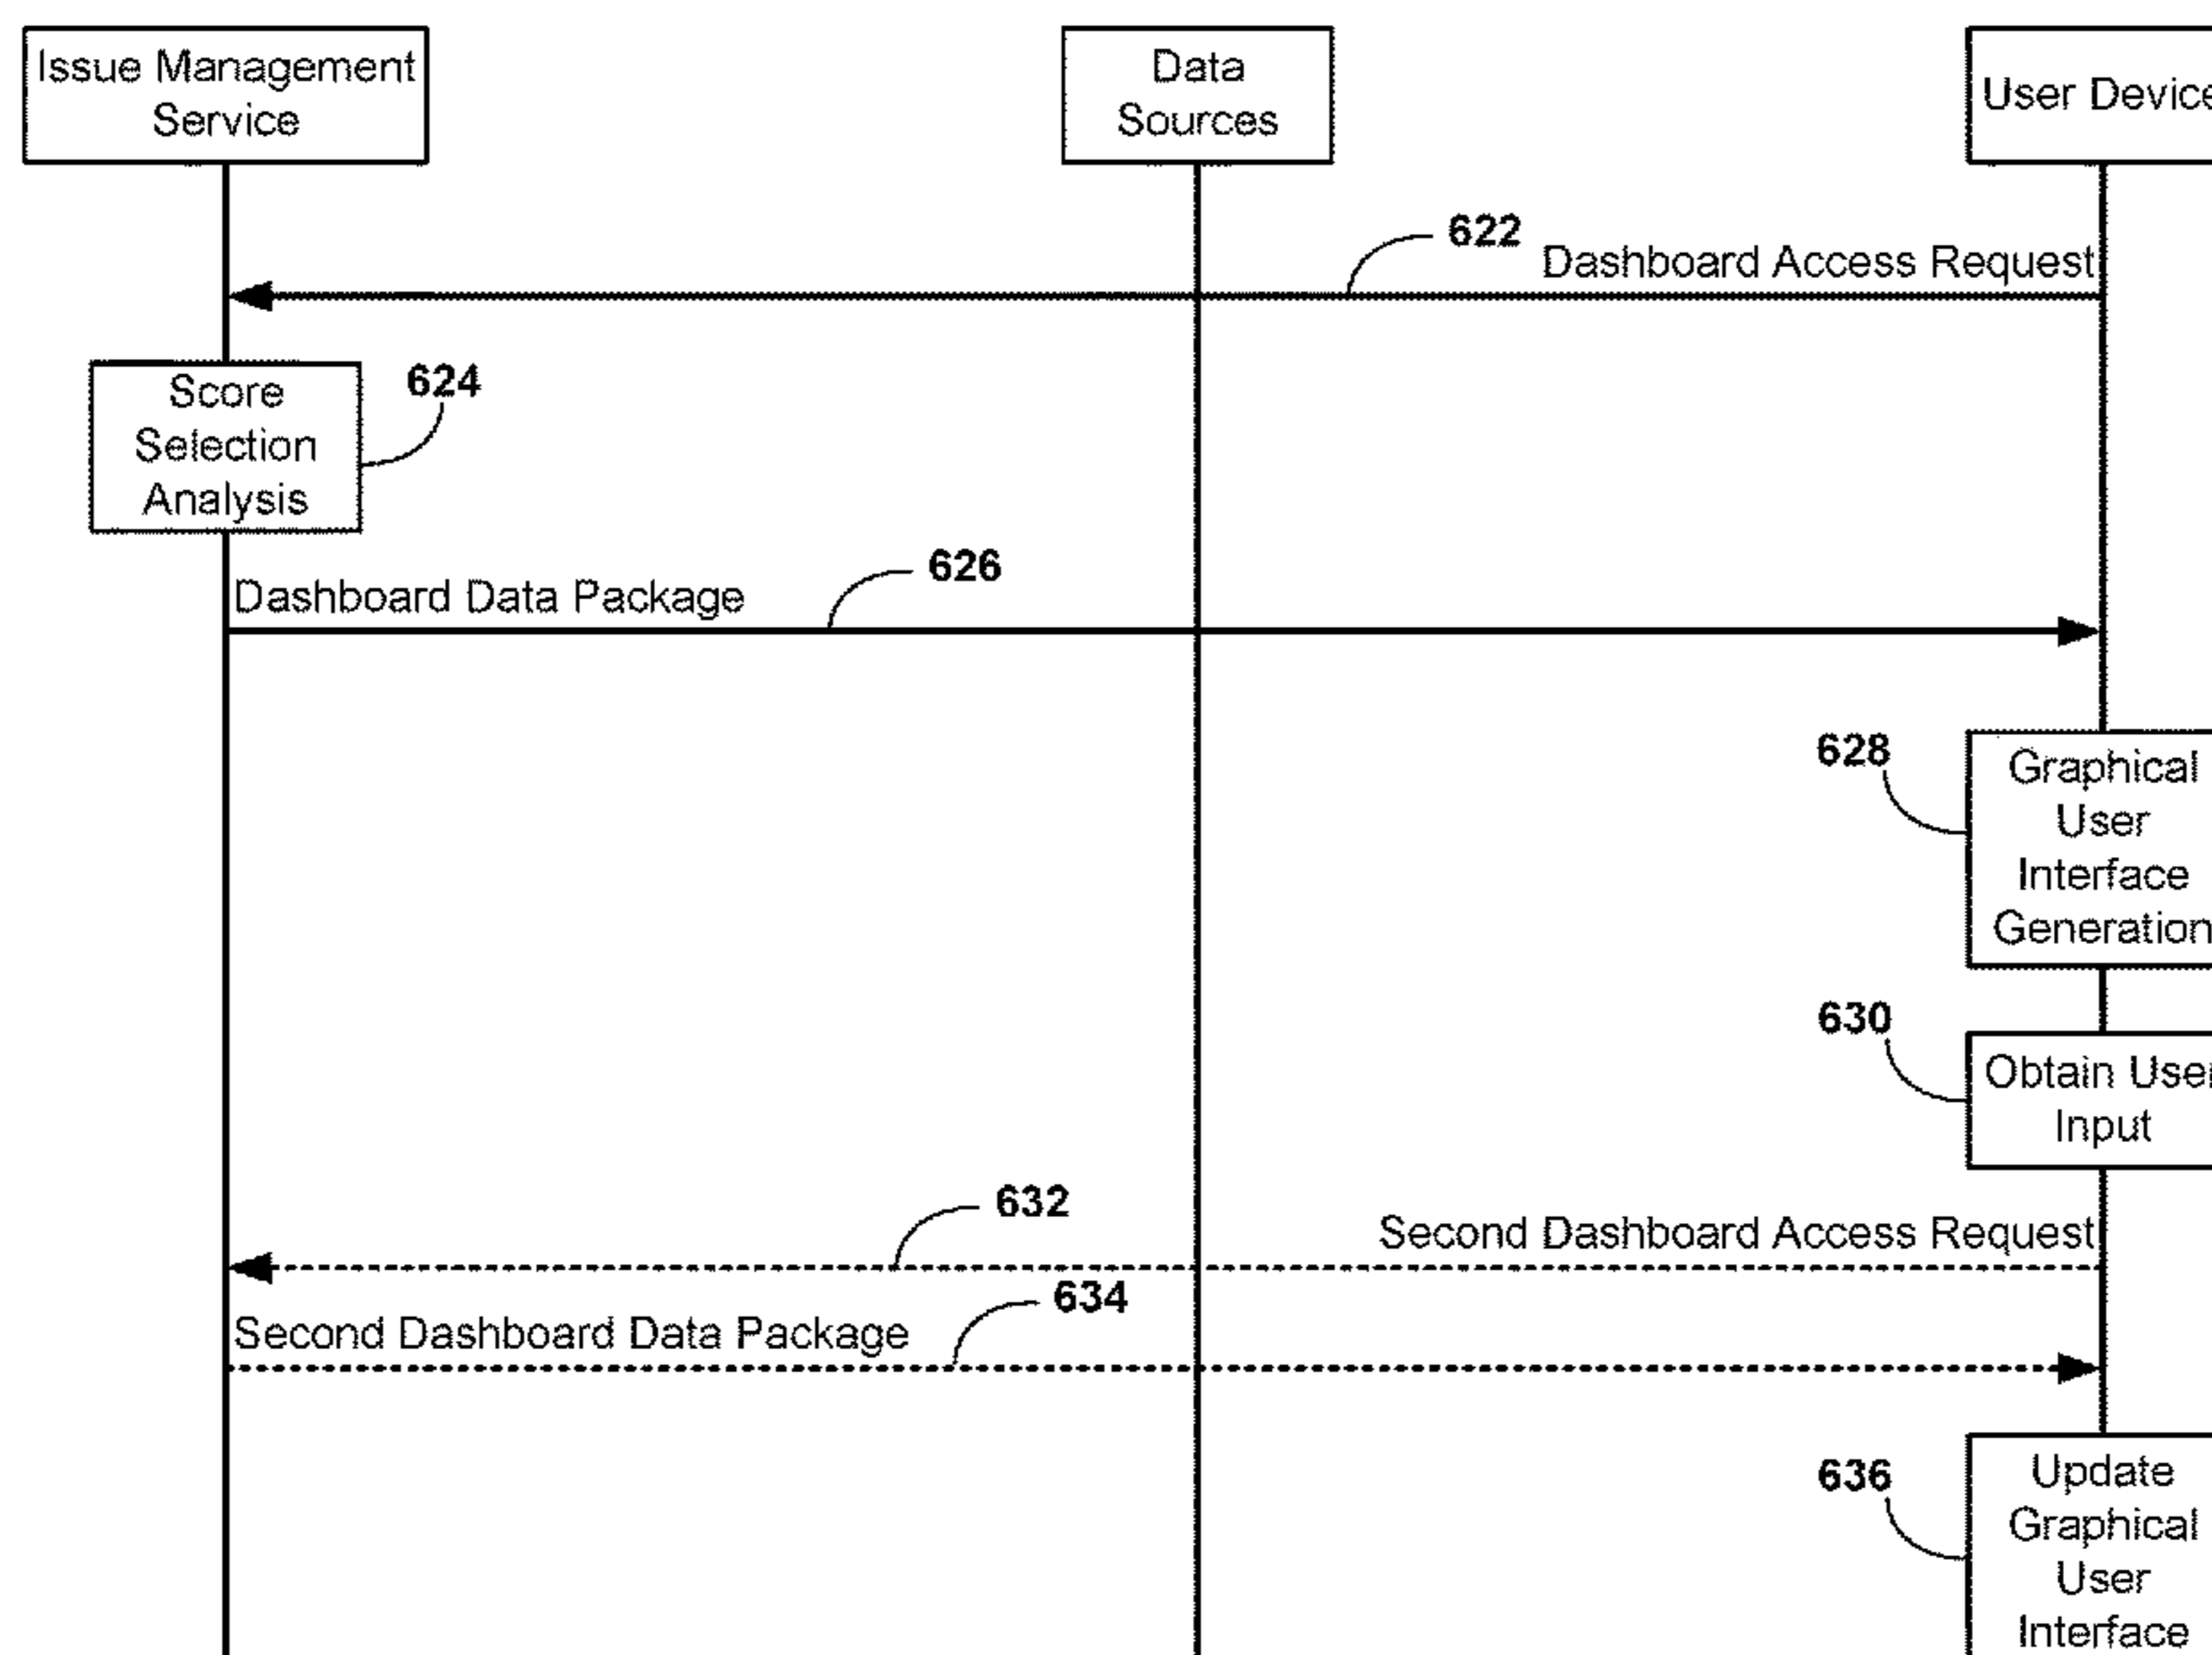 Issue Management
Service
Data
Sources
User Device
622
Dashboard Access Request
Score
Selection
Analysis
624
626
Dashboard Data Package
628
Graphical
User
Interface
Generation
630
Obtain User
Input
632
Second Dashboard Access Request
634
Second Dashboard Data Package
636
Update
Graphical
User
Interface